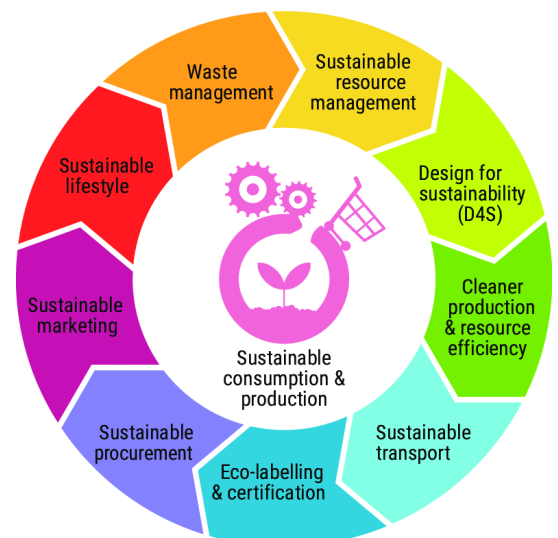 Waste
management
Sustainable
resource
management
Design for
sustainability
(D4S)
Cleaner
production
& resource
efficiency
Sustainable
transport
Eco-labelling
& certification
Sustainable
procurement
Sustainable
marketing
Sustainable
lifestyle
Sustainable
consumption &
production